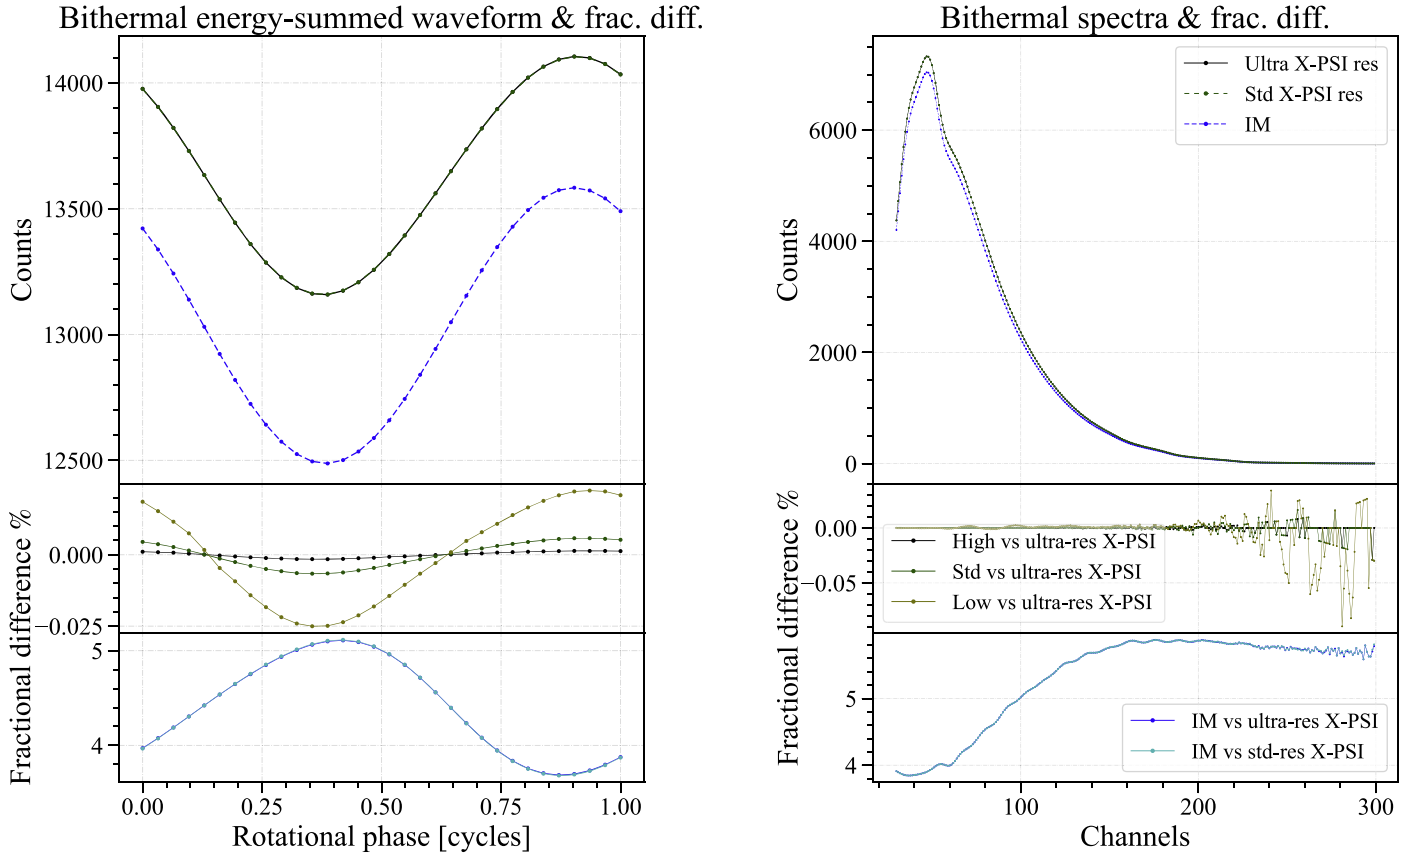 Bithermal energy-summed waveform & frac. diff.
14000
13500
13000
12500
Counts
0.000
−0.025
5
4
Fractional difference %
0.00
0.25
0.50
0.75
1.00
Rotational phase [cycles]
Bithermal spectra & frac. diff.
Ultra X-PSI res
Std X-PSI res
IM
6000
4000
2000
0
Counts
0.00
−0.05
High vs ultra-res X-PSI
Std vs ultra-res X-PSI
Low vs ultra-res X-PSI
5
4
Fractional difference %
IM vs ultra-res X-PSI
IM vs std-res X-PSI
100
200
300
Channels